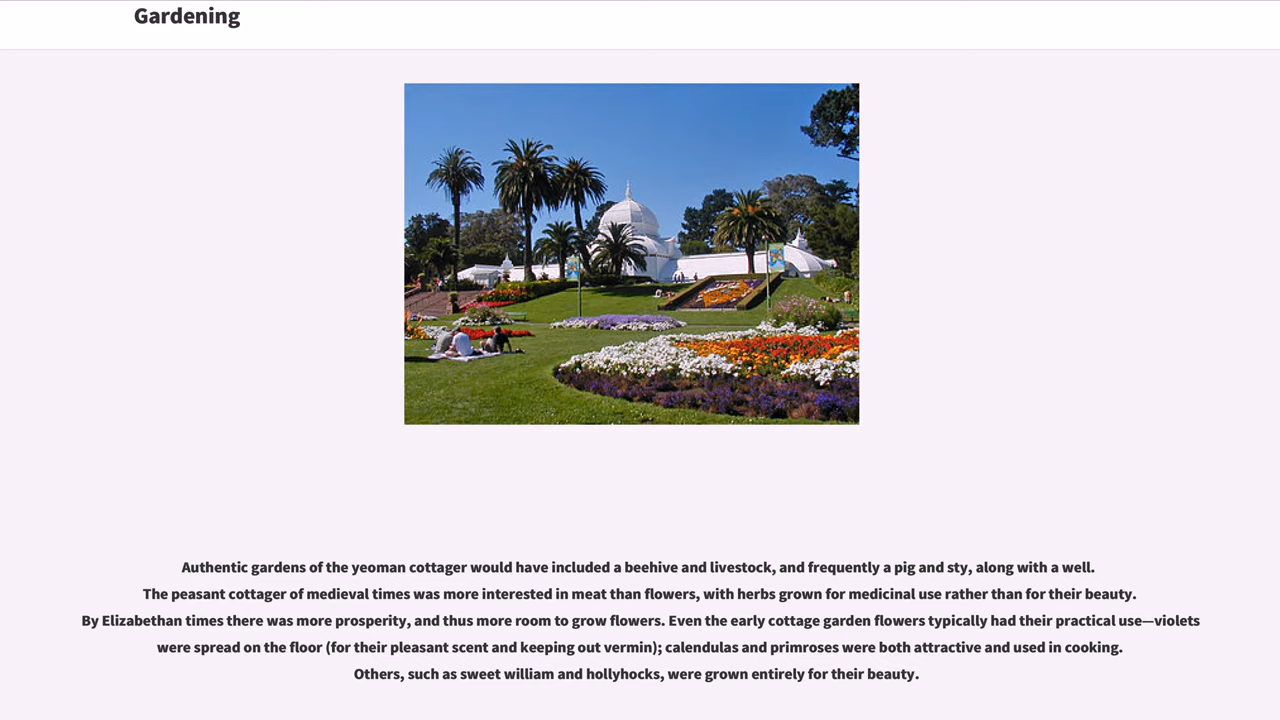 Gardening
Authentic gardens of the yeoman cottager would have included a beehive and livestock, and frequently a pig and sty, along with a well.
The peasant cottager of medieval times was more interested in meat than flowers, with herbs grown for medicinal use rather than for their beauty.
By Elizabethan times there was more prosperity, and thus more room to grow flowers. Even the early cottage garden flowers typically had their practical use—violets
were spread on the floor (for their pleasant scent and keeping out vermin); calendulas and primroses were both attractive and used in cooking.
Others, such as sweet william and hollyhocks, were grown entirely for their beauty.